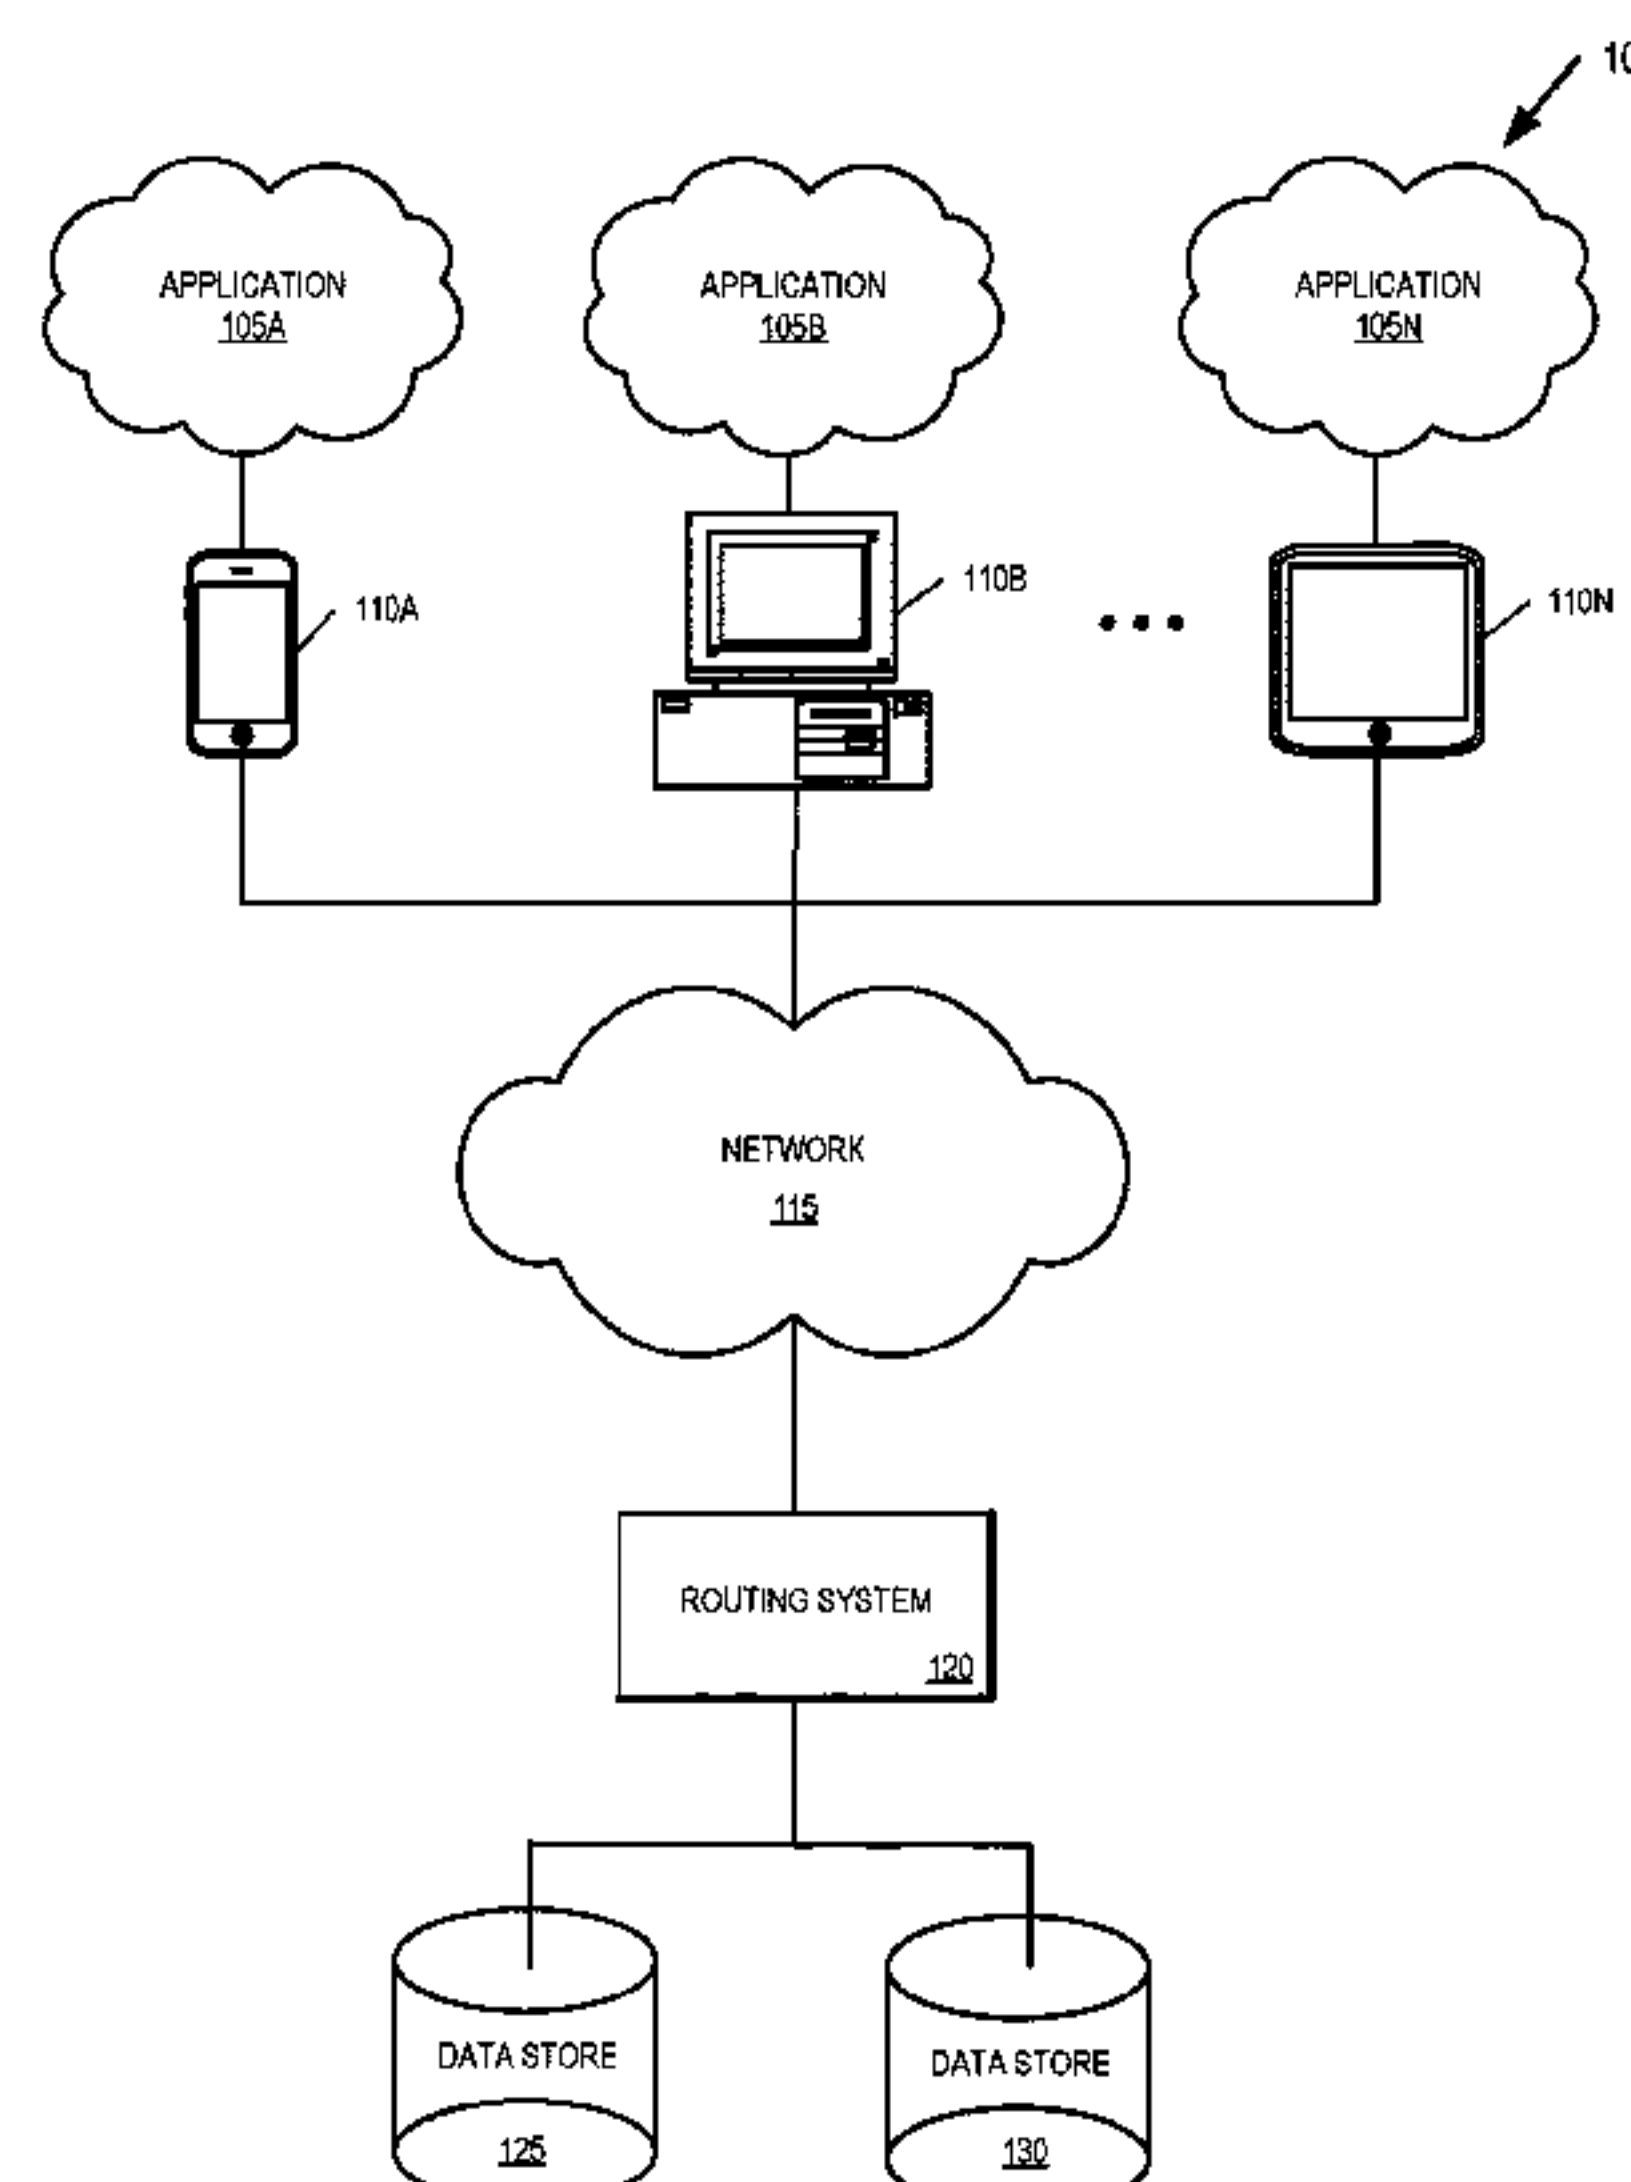 10
APPLICATION
105A
APPLICATION
105B
APPLICATION
105N
110A
110B
110N
NETWORK
115
ROUTING SYSTEM
120
DATA STORE
125
DATA STORE
130